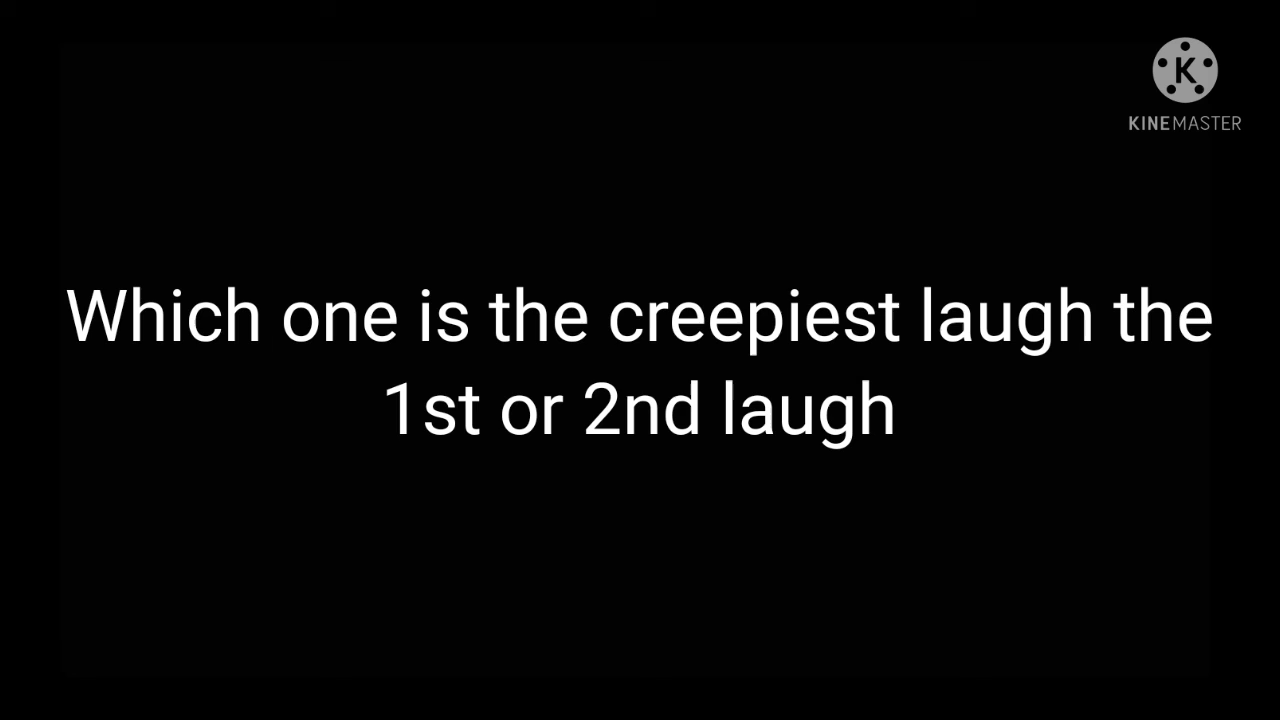 K
KINEMASTER
Which one is the creepiest laugh the
1st or 2nd laugh